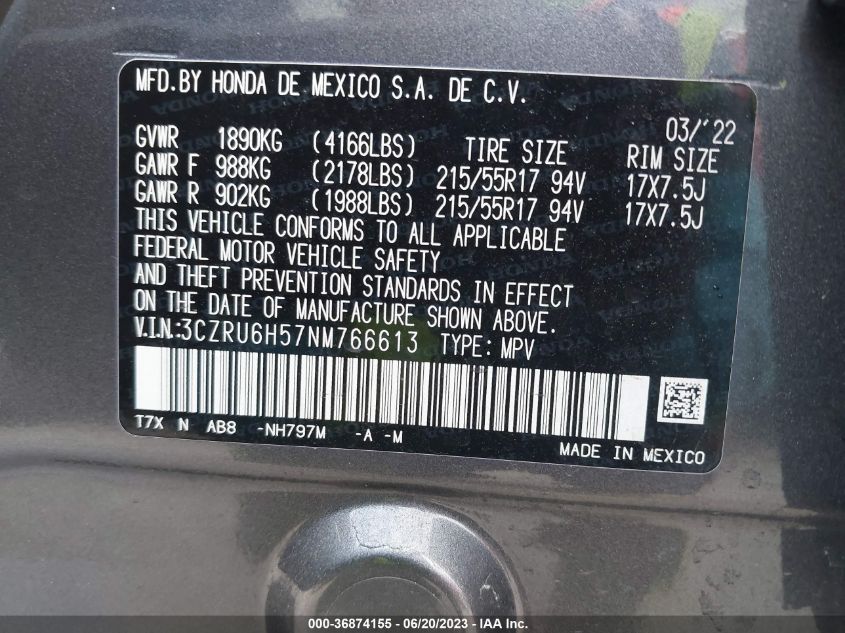 MFD.BY HONDA DE MEXICO S.A. DE C.V.
03/'22
GVWR 1890KG (4166LBS) TIRE SIZE RIM SIZE
GAWR F 988KG (2178LBS) 215/55R17 94V 17X7.5J
GAWR R 902KG (1988LBS) 215/55R17 94V 17X7.5J
THIS VEHICLE CONFORMS TO ALL APPLICABLE
FEDERAL MOTOR VEHICLE SAFETY
AND THEFT PREVENTION STANDARDS IN EFFECT
ON THE DATE OF MANUFACTURE SHOWN ABOVE.
V.I.N.:3CZRU6H57NM766613 TYPE: MPV
T7X N AB8 -NH797M -A -M
MADE IN MEXICO
000-36874155 | 06/20/2023 | IAA Inc.